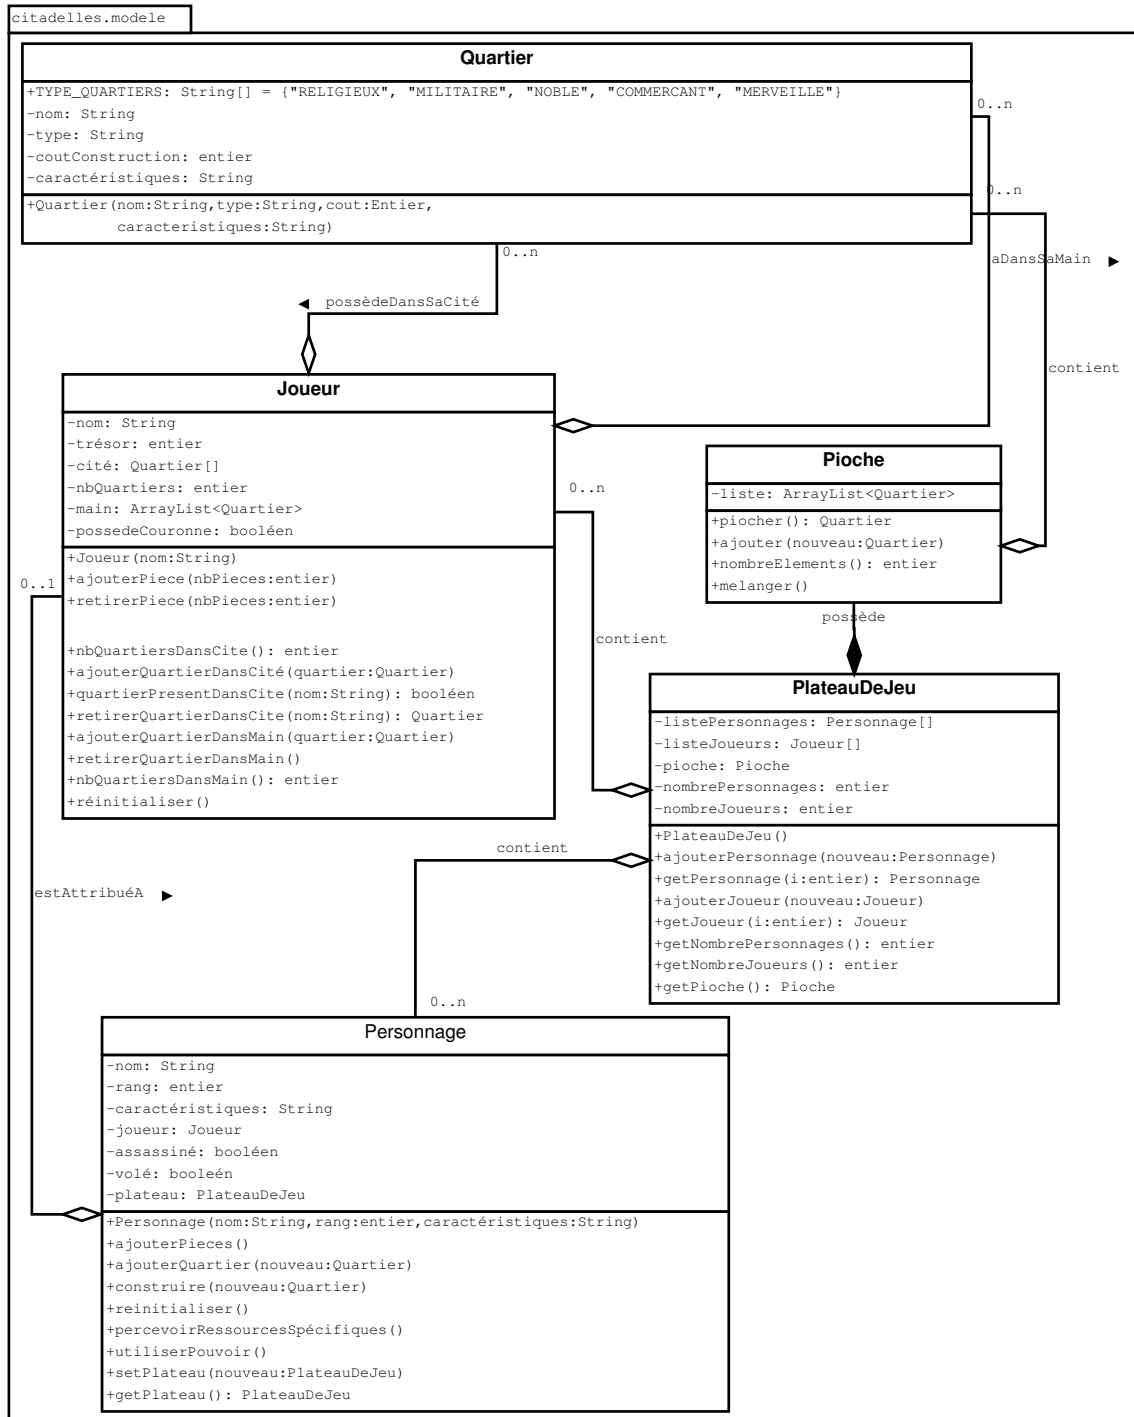 citadelles.modele
Quartier
+TYPE_QUARTIERS: String[] = {"RELIGIEUX", "MILITAIRE", "NOBLE", "COMMERCANT", "MERVEILLE"}
-nom: String
-type: String
-coutConstruction: entier
-caractéristiques: String
+Quartier(nom:String,type:String,cout:Entier,
caracteristiques:String)
0..n
0..n
0..n
aDansSaMain ►
◄ possèdeDansSaCité
contient
Joueur
-nom: String
-trésor: entier
-cité: Quartier[]
-nbQuartiers: entier
-main: ArrayList<Quartier>
-possedeCouronne: booléen
+Joueur(nom:String)
+ajouterPiece(nbPieces:entier)
+retirerPiece(nbPieces:entier)
+nbQuartiersDansCite(): entier
+ajouterQuartierDansCité(quartier:Quartier)
+quartierPresentDansCite(nom:String): booléen
+retirerQuartierDansCite(nom:String): Quartier
+ajouterQuartierDansMain(quartier:Quartier)
+retirerQuartierDansMain()
+nbQuartiersDansMain(): entier
+réinitialiser()
0..n
0..1
Pioche
-liste: ArrayList<Quartier>
+piocher(): Quartier
+ajouter(nouveau:Quartier)
+nombreElements(): entier
+melanger()
possède
contient
PlateauDeJeu
-listePersonnages: Personnage[]
-listeJoueurs: Joueur[]
-pioche: Pioche
-nombrePersonnages: entier
-nombreJoueurs: entier
+PlateauDeJeu()
+ajouterPersonnage(nouveau:Personnage)
+getPersonnage(i:entier): Personnage
+ajouterJoueur(nouveau:Joueur)
+getJoueur(i:entier): Joueur
+getNombrePersonnages(): entier
+getNombreJoueurs(): entier
+getPioche(): Pioche
contient
estAttribuéA ►
0..n
Personnage
-nom: String
-rang: entier
-caractéristiques: String
-joueur: Joueur
-assassiné: booléen
-volé: booleén
-plateau: PlateauDeJeu
+Personnage(nom:String,rang:entier,caractéristiques:String)
+ajouterPieces()
+ajouterQuartier(nouveau:Quartier)
+construire(nouveau:Quartier)
+reinitialiser()
+percevoirRessourcesSpécifiques()
+utiliserPouvoir()
+setPlateau(nouveau:PlateauDeJeu)
+getPlateau(): PlateauDeJeu